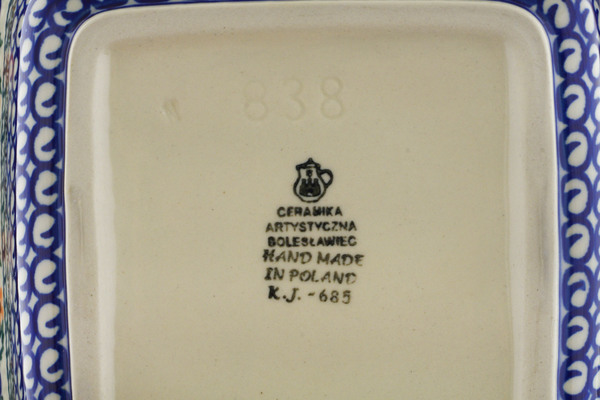 838
CERAMIKA
ARTYSTYCZNA
BOLESŁAWIEC
HAND MADE
IN POLAND
K.J. - 685